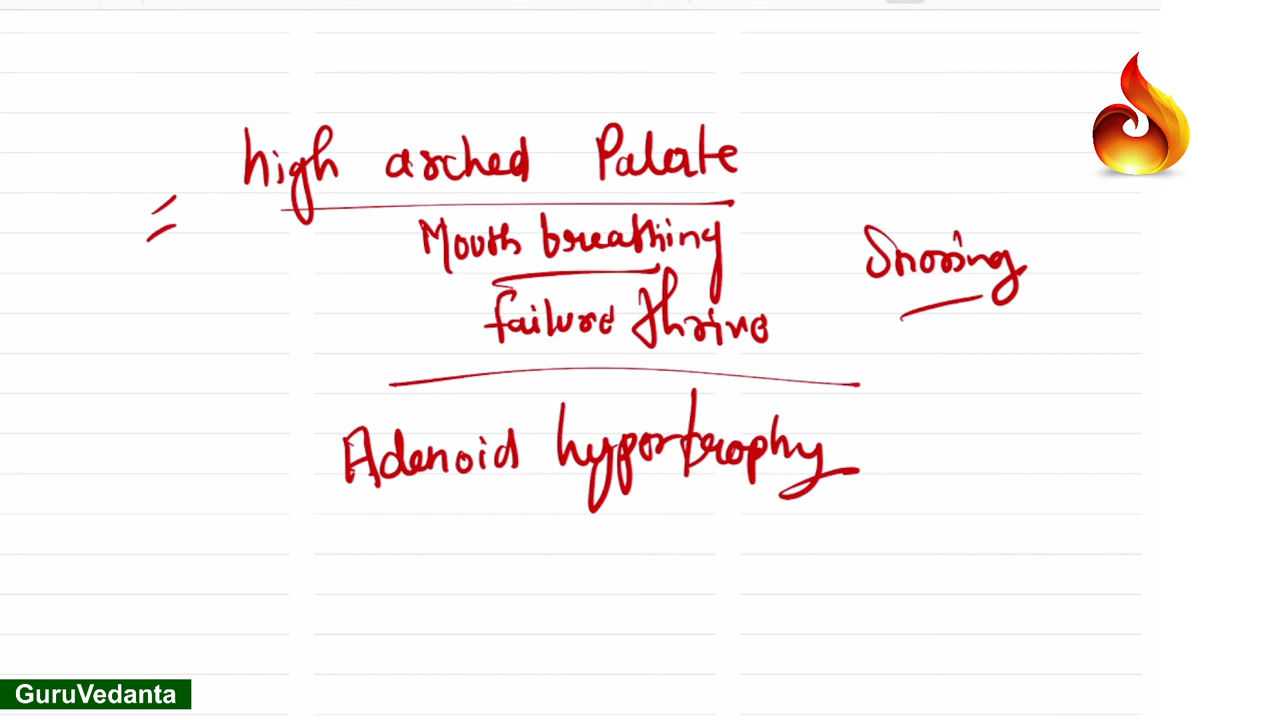 high arched Palate
Mouth breathing
Snoring
failure thrive
Adenoid hypertrophy
GuruVedanta